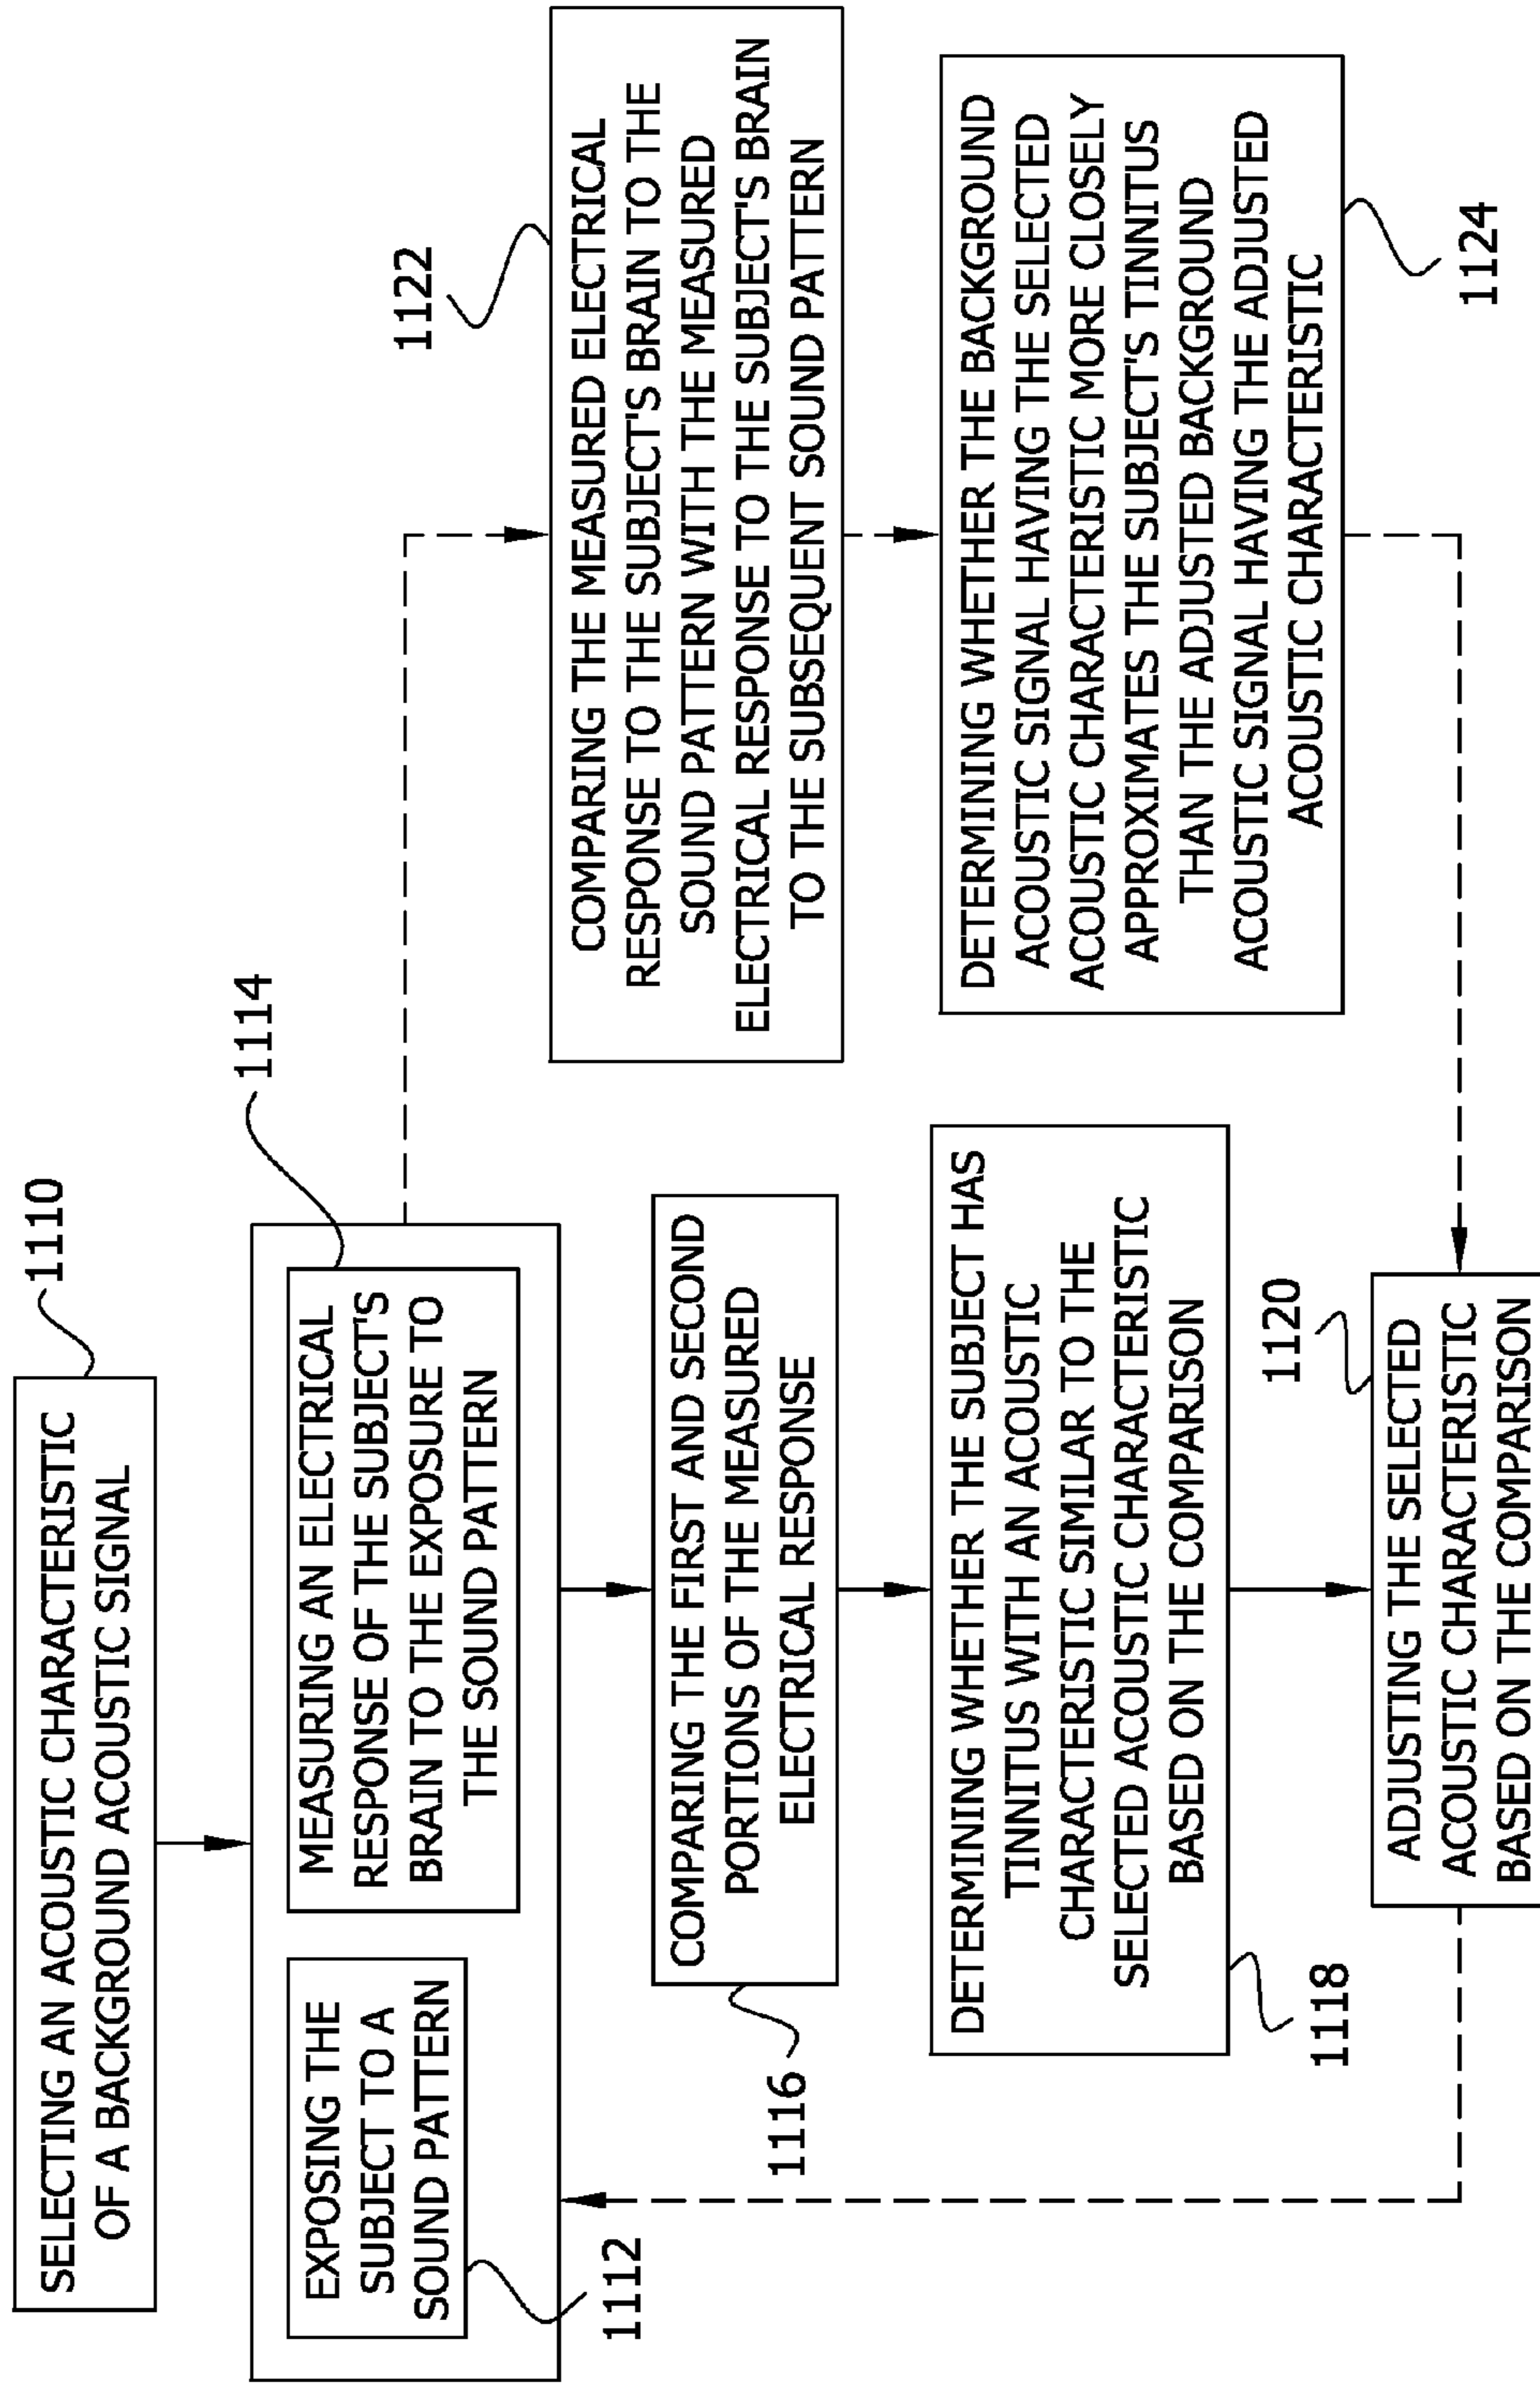 1110
SELECTING AN ACOUSTIC CHARACTERISTIC
OF A BACKGROUND ACOUSTIC SIGNAL
1114
EXPOSING THE
SUBJECT TO A
SOUND PATTERN
1112
MEASURING AN ELECTRICAL
RESPONSE OF THE SUBJECT'S
BRAIN TO THE EXPOSURE TO
THE SOUND PATTERN
1116
COMPARING THE FIRST AND SECOND
PORTIONS OF THE MEASURED
ELECTRICAL RESPONSE
DETERMINING WHETHER THE SUBJECT HAS
TINNITUS WITH AN ACOUSTIC
CHARACTERISTIC SIMILAR TO THE
SELECTED ACOUSTIC CHARACTERISTIC
BASED ON THE COMPARISON
1118
1120
ADJUSTING THE SELECTED
ACOUSTIC CHARACTERISTIC
BASED ON THE COMPARISON
1122
COMPARING THE MEASURED ELECTRICAL
RESPONSE TO THE SUBJECT'S BRAIN TO THE
SOUND PATTERN WITH THE MEASURED
ELECTRICAL RESPONSE TO THE SUBJECT'S BRAIN
TO THE SUBSEQUENT SOUND PATTERN
DETERMINING WHETHER THE BACKGROUND
ACOUSTIC SIGNAL HAVING THE SELECTED
ACOUSTIC CHARACTERISTIC MORE CLOSELY
APPROXIMATES THE SUBJECT'S TINNITUS
THAN THE ADJUSTED BACKGROUND
ACOUSTIC SIGNAL HAVING THE ADJUSTED
ACOUSTIC CHARACTERISTIC
1124